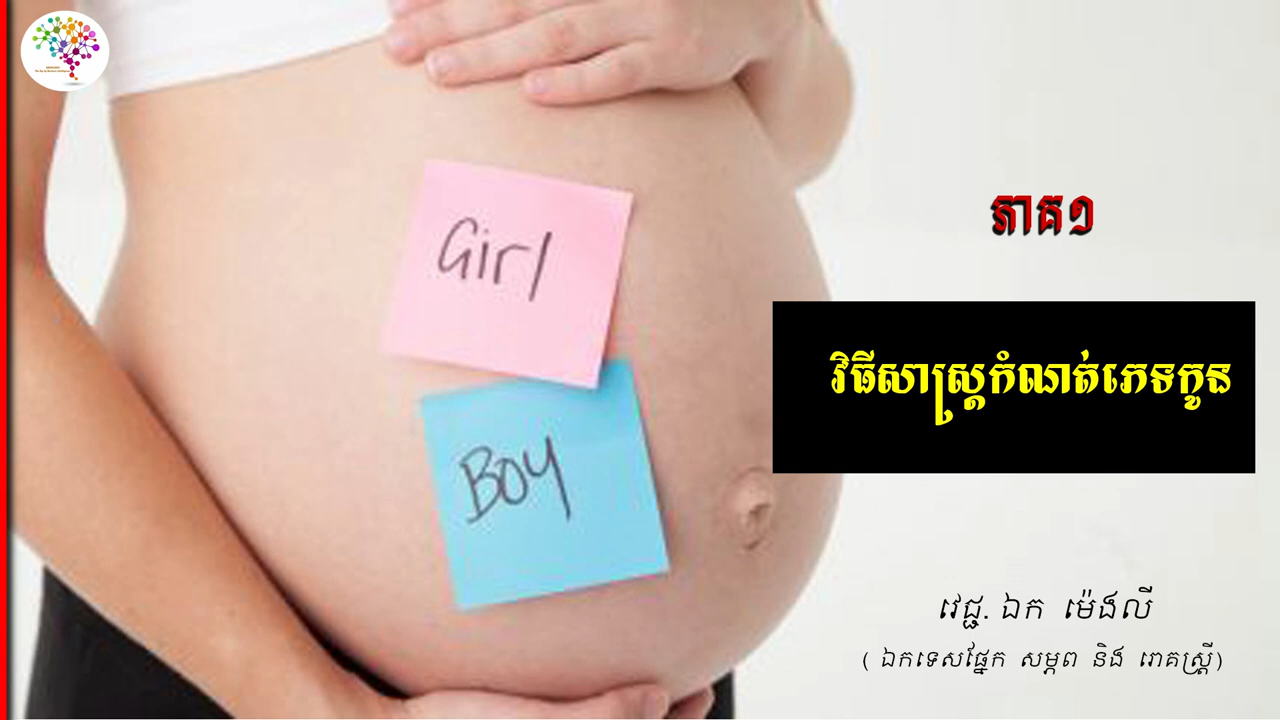 Girl
Boy
ភាគ១
វិធីសាស្ត្រកំណត់ភេទកូន
វេជ្ជ. ឯក ម៉េងលី
( ឯកទេសផ្នែក សម្ភព និង រោគស្ត្រី)